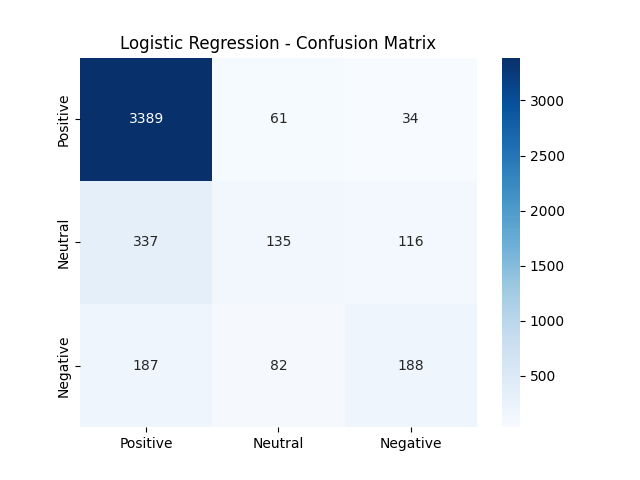 Logistic Regression - Confusion Matrix
Positive
3389
61
34
Neutral
337
135
116
Negative
187
82
188
Positive
Neutral
Negative
3000
2500
2000
1500
1000
500